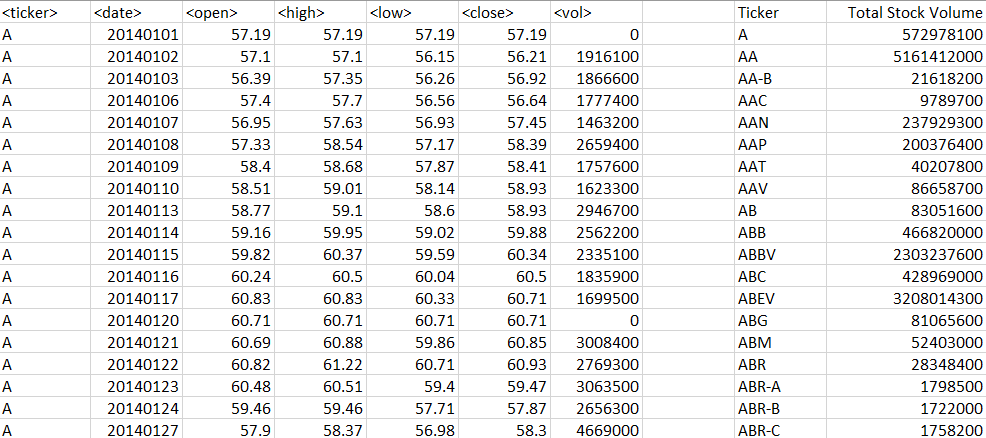 <ticker> <date> <open> <high> <low> <close> <vol> Ticker Total Stock Volume
A 20140101 57.19 57.19 57.19 57.19 0 A 572978100
A 20140102 57.1 57.1 56.15 56.21 1916100 AA 5161412000
A 20140103 56.39 57.35 56.26 56.92 1866600 AA-B 21618200
A 20140106 57.4 57.7 56.56 56.64 1777400 AAC 9789700
A 20140107 56.95 57.63 56.93 57.45 1463200 AAN 237929300
A 20140108 57.33 58.54 57.17 58.39 2659400 AAP 200376400
A 20140109 58.4 58.68 57.87 58.41 1757600 AAT 40207800
A 20140110 58.51 59.01 58.14 58.93 1623300 AAV 86658700
A 20140113 58.77 59.1 58.6 58.93 2946700 AB 83051600
A 20140114 59.16 59.95 59.02 59.88 2562200 ABB 466820000
A 20140115 59.82 60.37 59.59 60.34 2335100 ABBV 2303237600
A 20140116 60.24 60.5 60.04 60.5 1835900 ABC 428969000
A 20140117 60.83 60.83 60.33 60.71 1699500 ABEV 3208014300
A 20140120 60.71 60.71 60.71 60.71 0 ABG 81065600
A 20140121 60.69 60.88 59.86 60.85 3008400 ABM 52403000
A 20140122 60.82 61.22 60.71 60.93 2769300 ABR 28348400
A 20140123 60.48 60.51 59.4 59.47 3063500 ABR-A 1798500
A 20140124 59.46 59.46 57.71 57.87 2656300 ABR-B 1722000
A 20140127 57.9 58.37 56.98 58.3 4669000 ABR-C 1758200